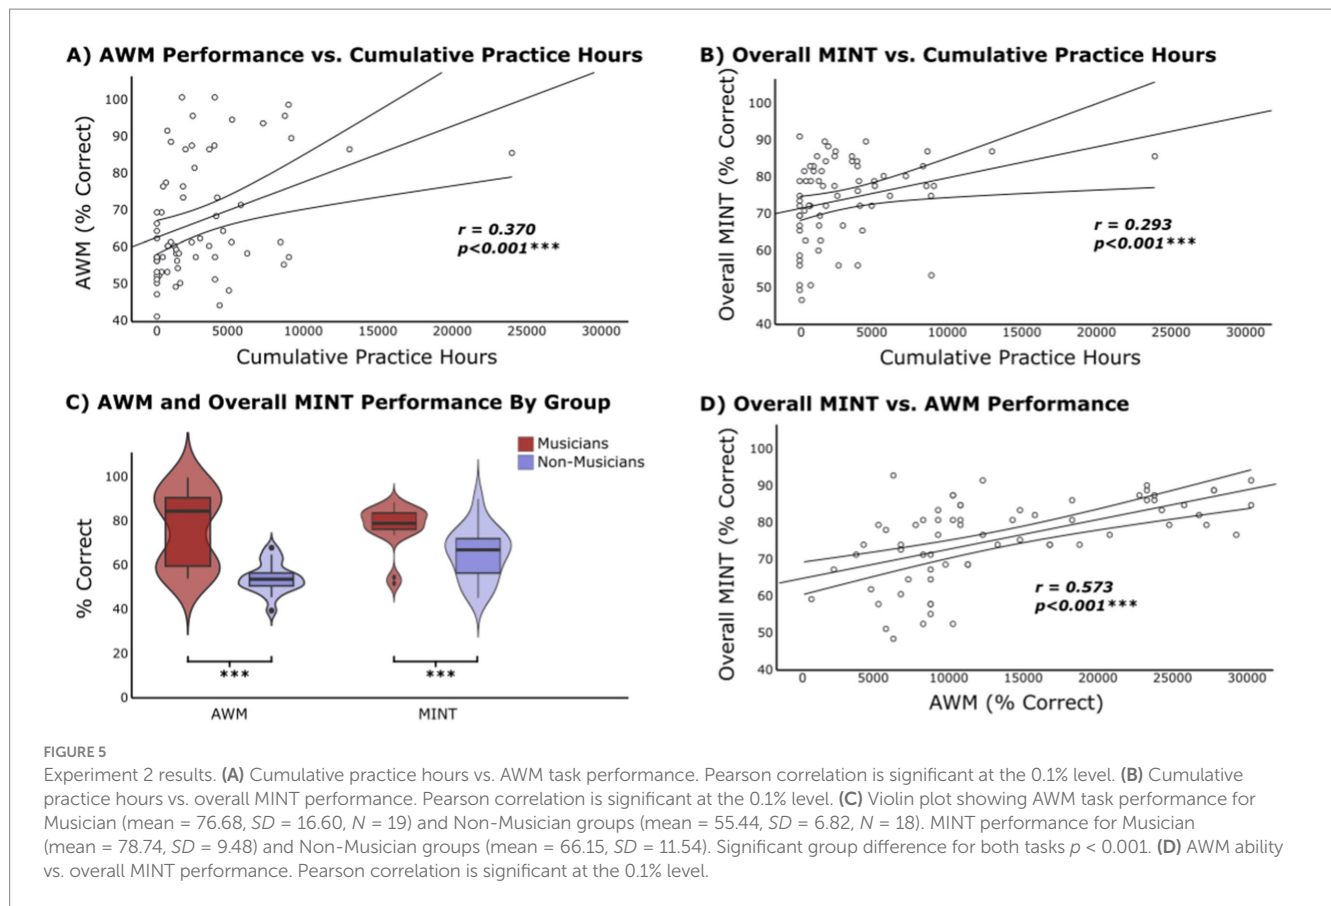 A) AWM Performance vs. Cumulative Practice Hours
AWM (% Correct)
100
90
80
70
60
50
40
r = 0.370
p<0.001***
0 5000 10000 15000 20000 25000 30000
Cumulative Practice Hours
B) Overall MINT vs. Cumulative Practice Hours
Overall MINT (% Correct)
100
90
80
70
60
50
40
r = 0.293
p<0.001***
0 5000 10000 15000 20000 25000 30000
Cumulative Practice Hours
C) AWM and Overall MINT Performance By Group
% Correct
100
80
60
40
20
0
Musicians
Non-Musicians
*** ***
AWM MINT
D) Overall MINT vs. AWM Performance
Overall MINT (% Correct)
100
90
80
70
60
50
40
r = 0.573
p<0.001***
0 5000 10000 15000 20000 25000 30000
AWM (% Correct)
FIGURE 5
Experiment 2 results. (A) Cumulative practice hours vs. AWM task performance. Pearson correlation is significant at the 0.1% level. (B) Cumulative
practice hours vs. overall MINT performance. Pearson correlation is significant at the 0.1% level. (C) Violin plot showing AWM task performance for
Musician (mean = 76.68, SD = 16.60, N = 19) and Non-Musician groups (mean = 55.44, SD = 6.82, N = 18). MINT performance for Musician
(mean = 78.74, SD = 9.48) and Non-Musician groups (mean = 66.15, SD = 11.54). Significant group difference for both tasks p < 0.001. (D) AWM ability
vs. overall MINT performance. Pearson correlation is significant at the 0.1% level.